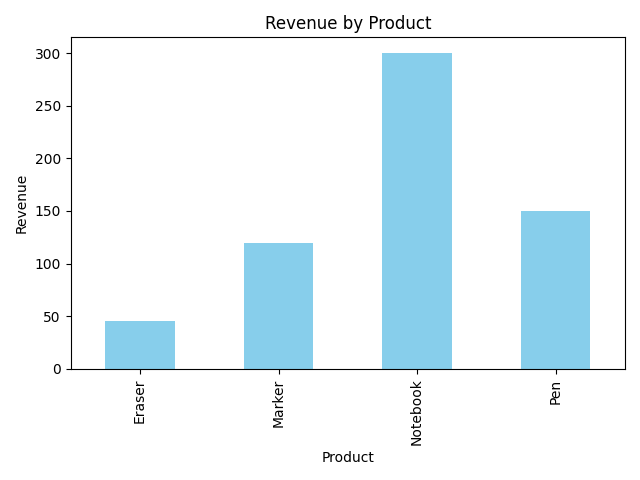 Revenue by Product
Revenue
300
250
200
150
100
50
0
Eraser
Marker
Notebook
Pen
Product